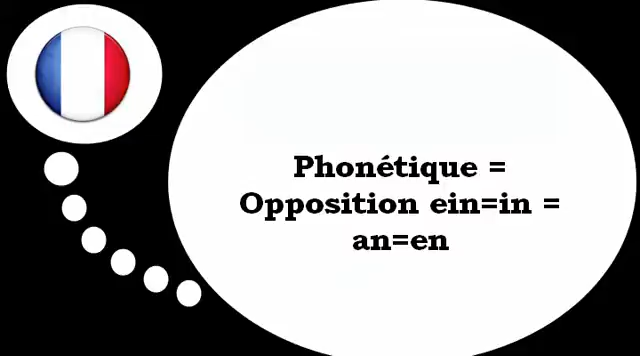 Phonétique =
Opposition ein=in =
an=en